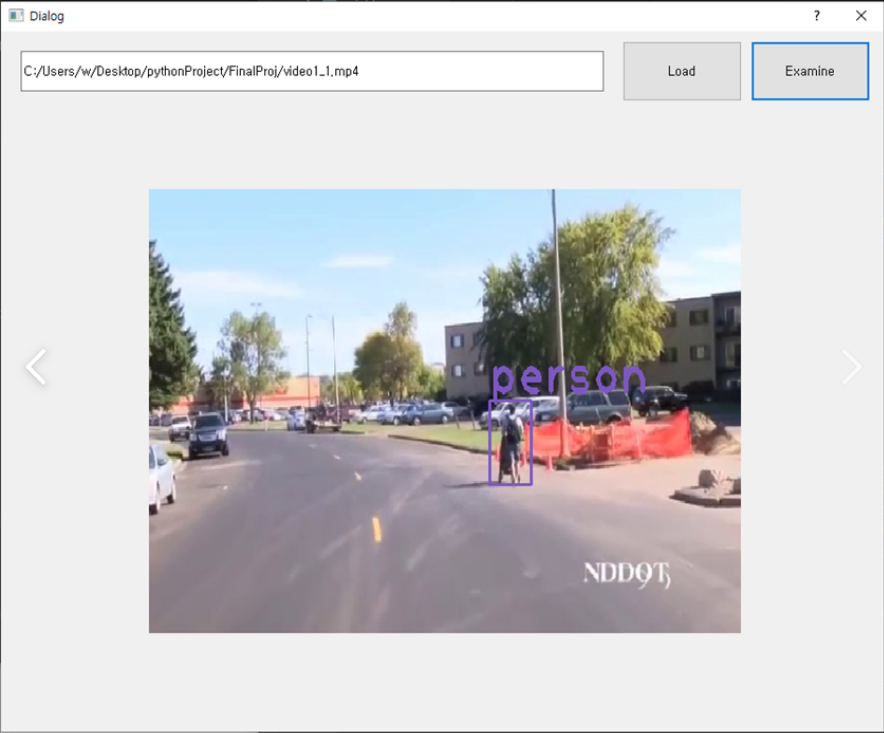 Dialog
?
C:/Users/w/Desktop/pythonProject/FinalProj/video1_1.mp4
Load
Examine
person